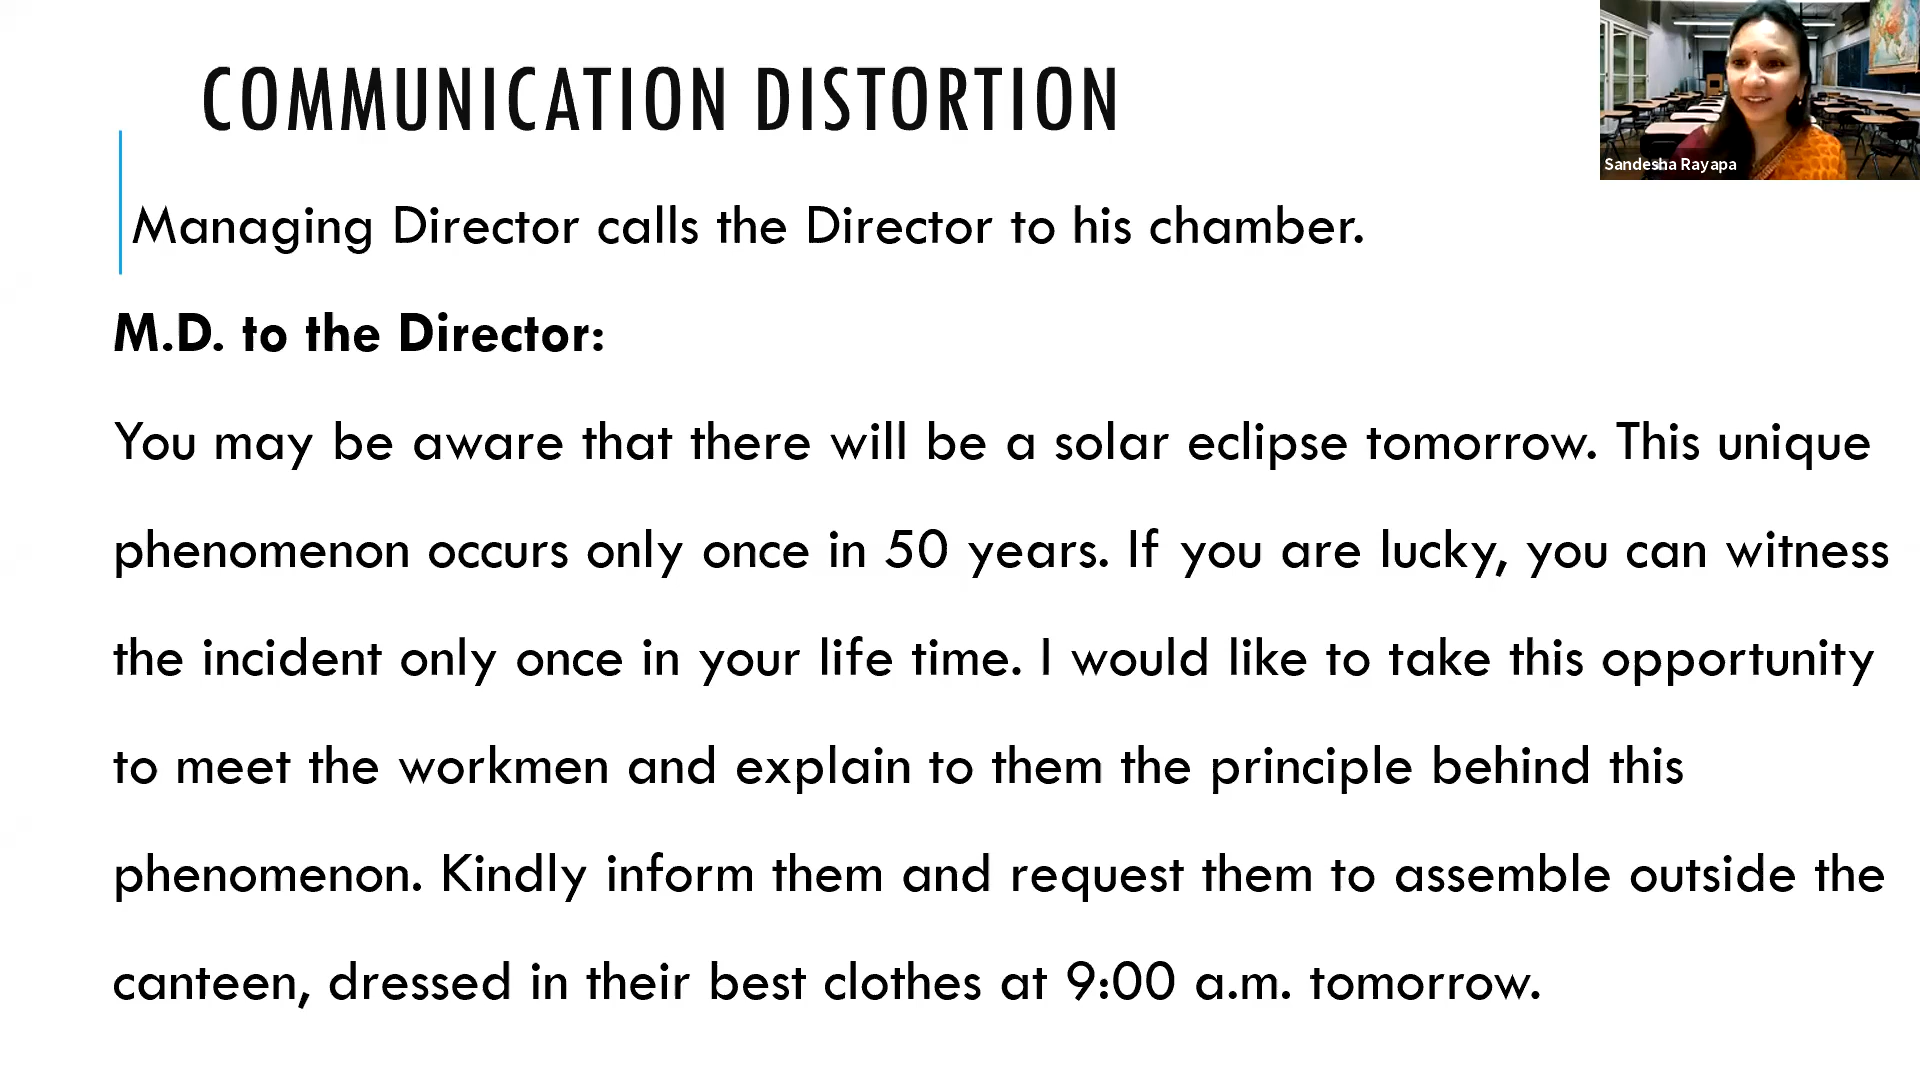 COMMUNICATION DISTORTION
Sandesha Rayapa
Managing Director calls the Director to his chamber.
M.D. to the Director:
You may be aware that there will be a solar eclipse tomorrow. This unique
phenomenon occurs only once in 50 years. If you are lucky, you can witness
the incident only once in your life time. I would like to take this opportunity
to meet the workmen and explain to them the principle behind this
phenomenon. Kindly inform them and request them to assemble outside the
canteen, dressed in their best clothes at 9:00 a.m. tomorrow.